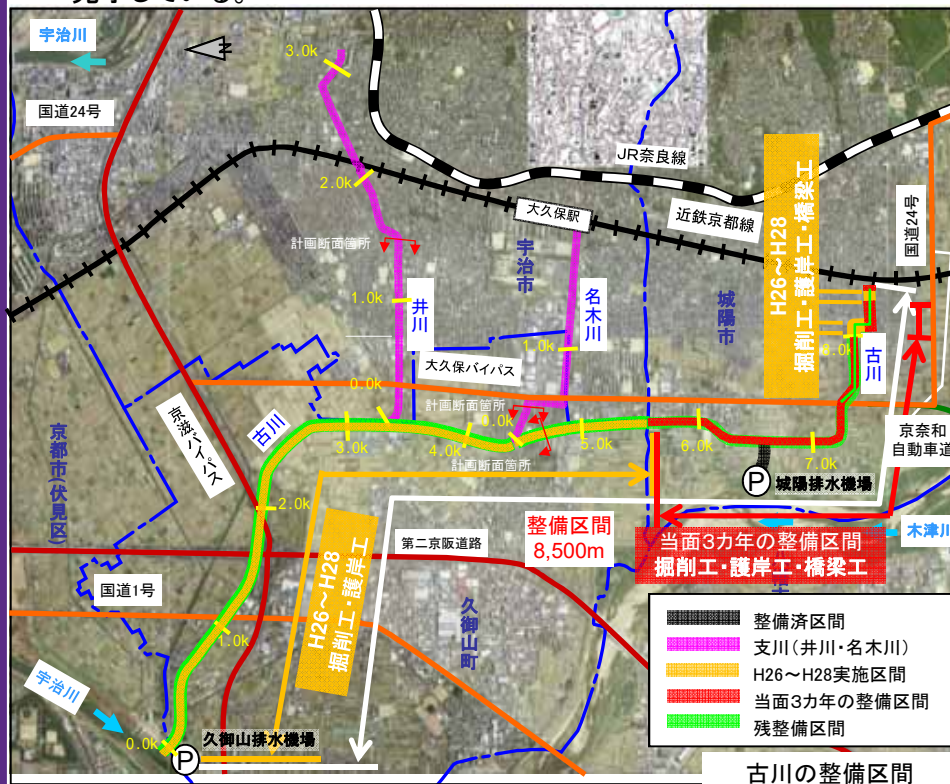 完了している。
宇治川
N
3.0k
国道24号
JR奈良線
2.0k
大久保駅
近鉄京都線
H26～H28
掘削工・護岸工・橋梁工
国道24号
計画断面箇所
宇治市
1.0k
井川
名木川
城陽市
1.0k
8.0k
古川
大久保バイパス
0.0k
計画断面箇所
0.0k
古川
京滋バイパス
京都市(伏見区)
3.0k
4.0k
計画断面箇所
5.0k
6.0k
7.0k
京奈和
自動車道
P
城陽排水機場
2.0k
整備区間
8,500m
木津川
第二京阪道路
当面3カ年の整備区間
掘削工・護岸工・橋梁工
国道1号
H26～H28
掘削工・護岸工
久御山町
1.0k
宇治川
0.0k
P
久御山排水機場
整備済区間
支川(井川・名木川)
H26～H28実施区間
当面3カ年の整備区間
残整備区間
古川の整備区間